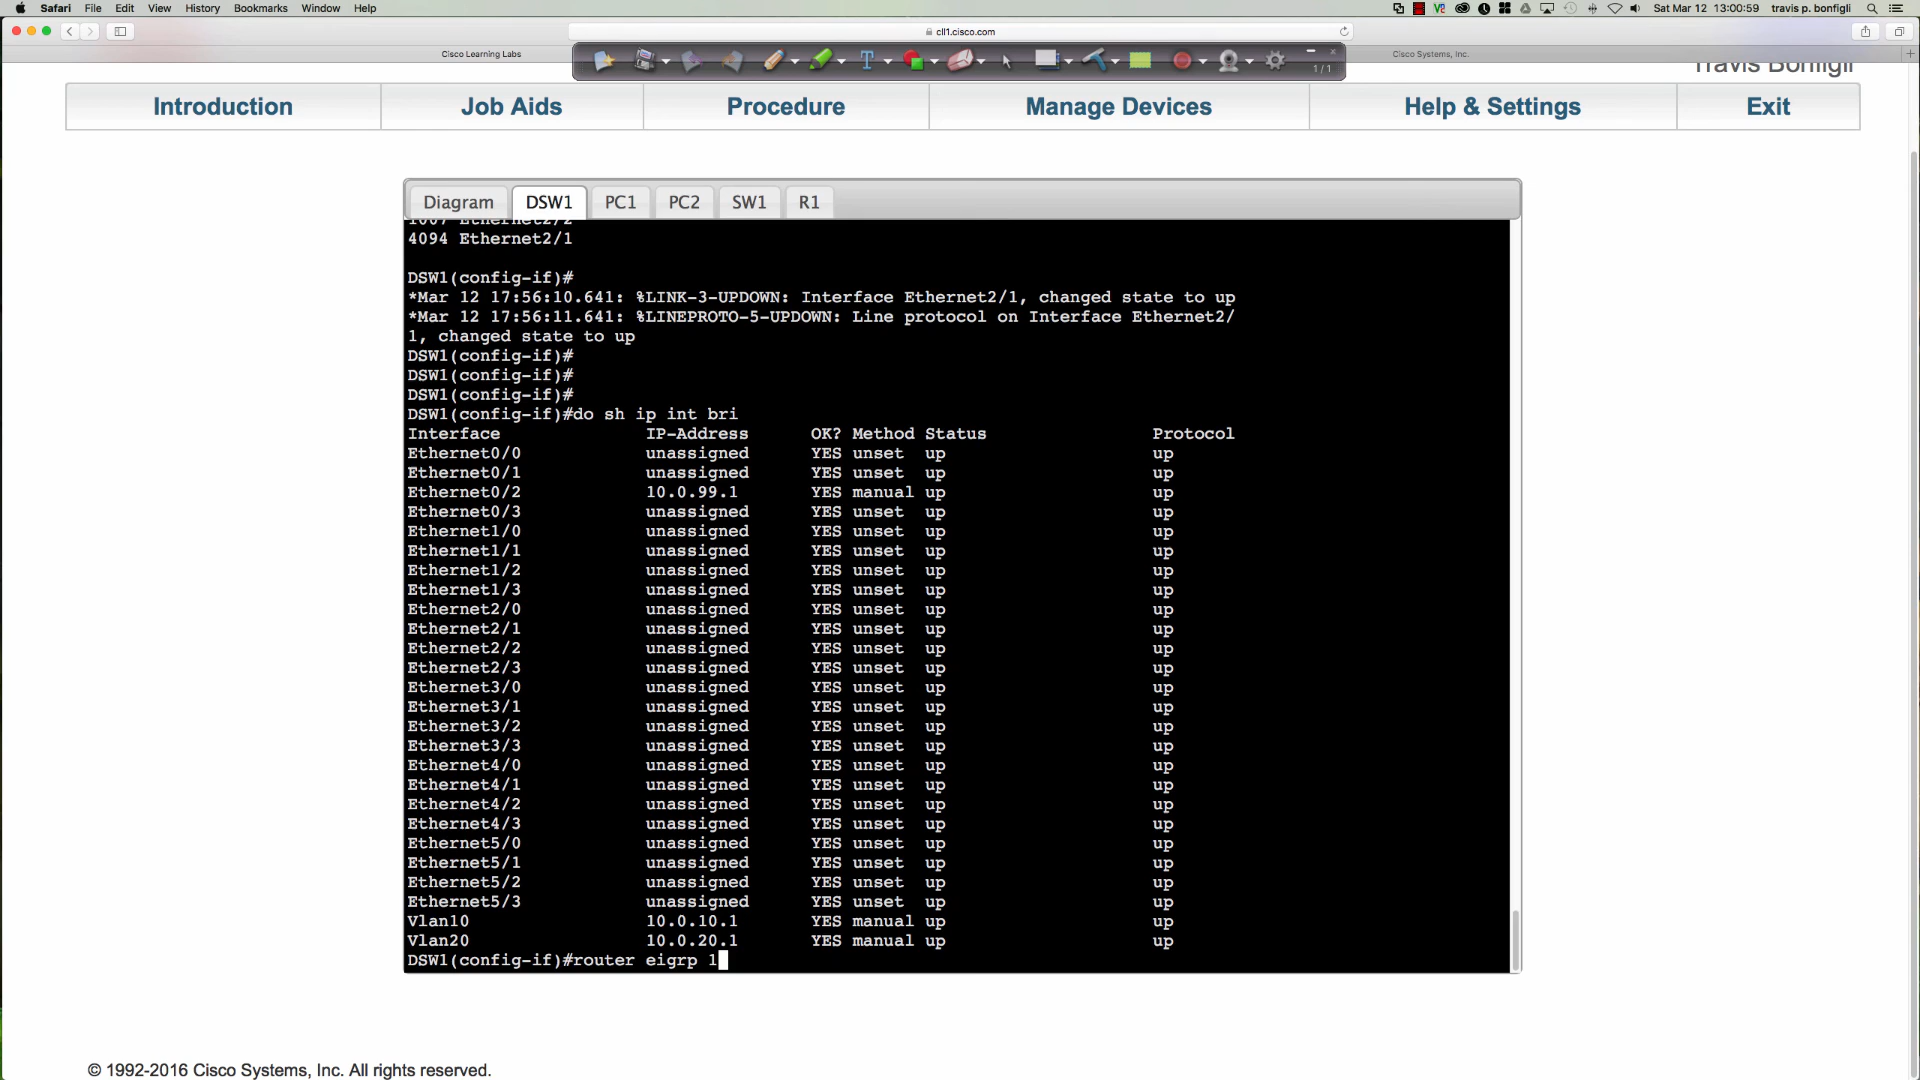 Safari File Edit View History Bookmarks Window Help Sat Mar 12 13:00:59 travis p. bonfigli
cll1.cisco.com
Cisco Learning Labs Cisco Systems, Inc.
1/1
Travis Bonfigli
Introduction Job Aids Procedure Manage Devices Help & Settings Exit
Diagram DSW1 PC1 PC2 SW1 R1
1007 Ethernet2/2
4094 Ethernet2/1
DSW1(config-if)#
*Mar 12 17:56:10.641: %LINK-3-UPDOWN: Interface Ethernet2/1, changed state to up
*Mar 12 17:56:11.641: %LINEPROTO-5-UPDOWN: Line protocol on Interface Ethernet2/
1, changed state to up
DSW1(config-if)#
DSW1(config-if)#
DSW1(config-if)#
DSW1(config-if)#do sh ip int bri
Interface IP-Address OK? Method Status Protocol
Ethernet0/0 unassigned YES unset up up
Ethernet0/1 unassigned YES unset up up
Ethernet0/2 10.0.99.1 YES manual up up
Ethernet0/3 unassigned YES unset up up
Ethernet1/0 unassigned YES unset up up
Ethernet1/1 unassigned YES unset up up
Ethernet1/2 unassigned YES unset up up
Ethernet1/3 unassigned YES unset up up
Ethernet2/0 unassigned YES unset up up
Ethernet2/1 unassigned YES unset up up
Ethernet2/2 unassigned YES unset up up
Ethernet2/3 unassigned YES unset up up
Ethernet3/0 unassigned YES unset up up
Ethernet3/1 unassigned YES unset up up
Ethernet3/2 unassigned YES unset up up
Ethernet3/3 unassigned YES unset up up
Ethernet4/0 unassigned YES unset up up
Ethernet4/1 unassigned YES unset up up
Ethernet4/2 unassigned YES unset up up
Ethernet4/3 unassigned YES unset up up
Ethernet5/0 unassigned YES unset up up
Ethernet5/1 unassigned YES unset up up
Ethernet5/2 unassigned YES unset up up
Ethernet5/3 unassigned YES unset up up
Vlan10 10.0.10.1 YES manual up up
Vlan20 10.0.20.1 YES manual up up
DSW1(config-if)#router eigrp 1
© 1992-2016 Cisco Systems, Inc. All rights reserved.